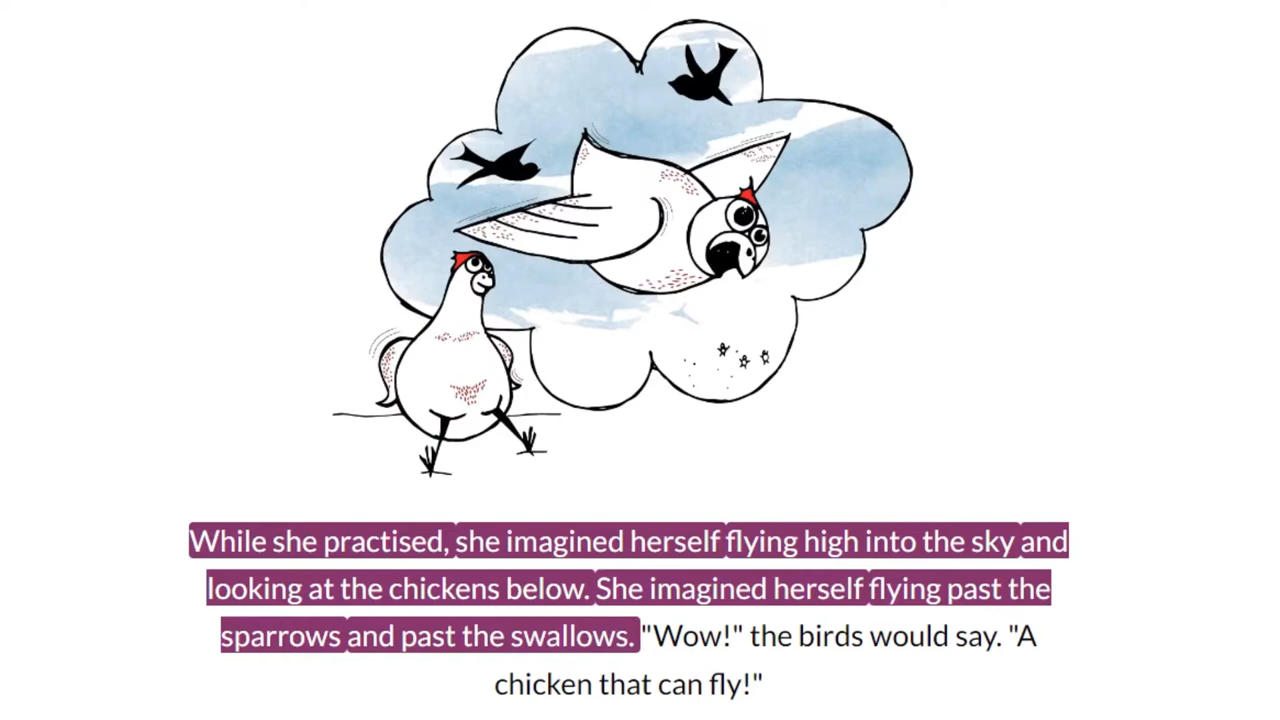 While she practised, she imagined herself flying high into the sky and
looking at the chickens below. She imagined herself flying past the
sparrows and past the swallows. "Wow!" the birds would say. "A
chicken that can fly!"